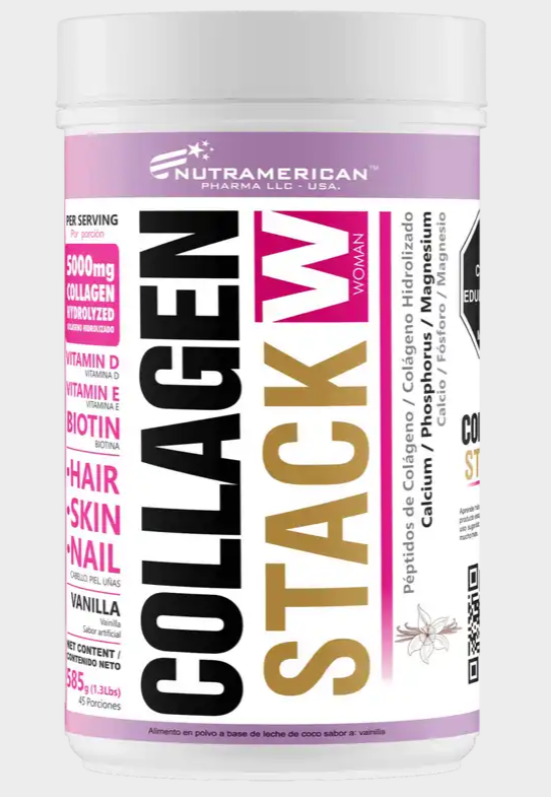 NUTRAMERICAN™
PHARMA LLC - USA.
PER SERVING
Por porción
5000mg
COLLAGEN
HYDROLYZED
COLÁGENO HIDROLIZADO
VITAMIN D
VITAMINA D
VITAMIN E
VITAMINA E
BIOTIN
BIOTINA
•HAIR
•SKIN
•NAIL
CABELLO PIEL UÑAS
VANILLA
Vainilla
Sabor artificial
NET CONTENT /
CONTENIDO NETO
585g (1.3Lbs)
45 Porciones
COLLAGEN
STACK W
WOMAN
Péptidos de Colágeno / Colágeno Hidrolizado
Calcium / Phosphorus / Magnesium
Calcio / Fósforo / Magnesio
Alimento en polvo a base de leche de coco sabor a: vainilla